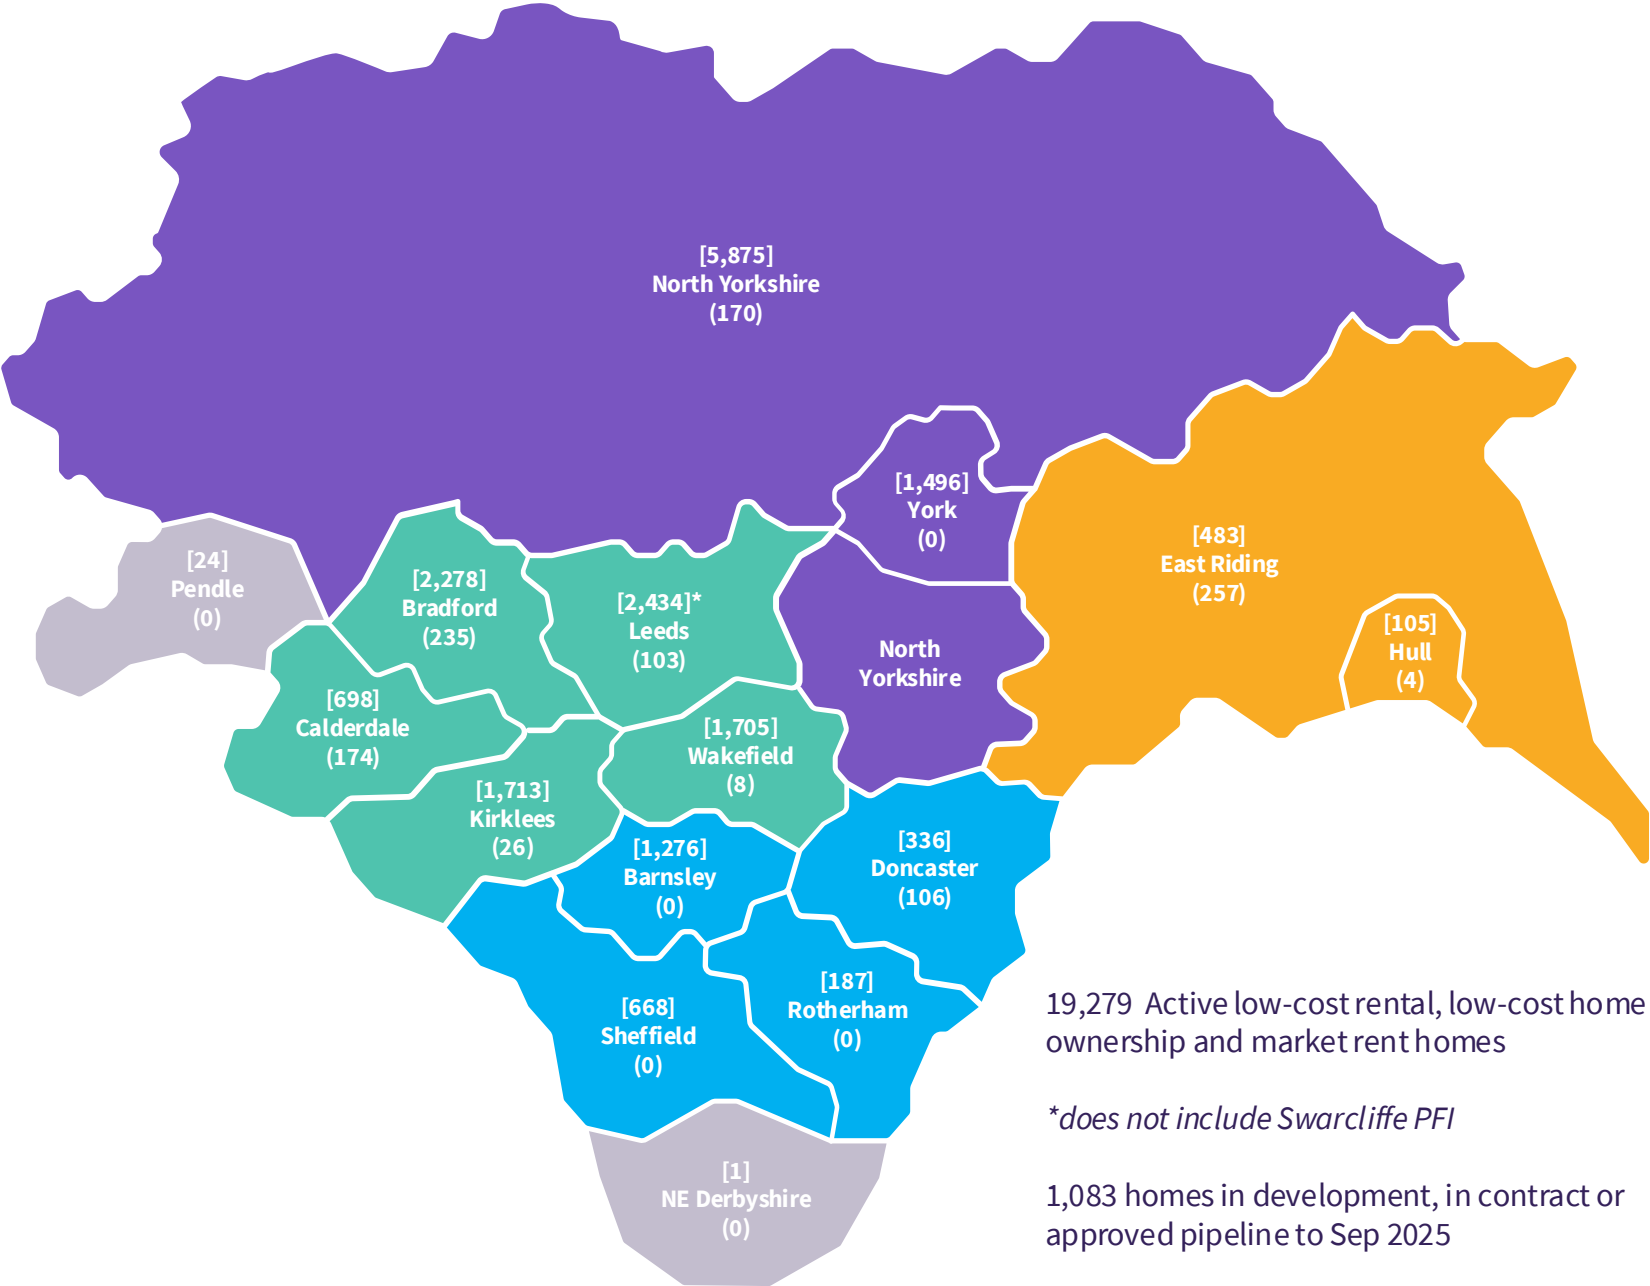 [5,875]
North Yorkshire
(170)
[1,496]
York
(0)
[483]
East Riding
(257)
[24]
Pendle
(0)
[2,278]
Bradford
(235)
[2,434]*
Leeds
(103)
[105]
Hull
(4)
North
Yorkshire
[698]
Calderdale
(174)
[1,705]
Wakefield
(8)
[1,713]
Kirklees
(26)
[1,276]
Barnsley
(0)
[336]
Doncaster
(106)
[668]
Sheffield
(0)
[187]
Rotherham
(0)
[1]
NE Derbyshire
(0)
19,279 Active low-cost rental, low-cost home
ownership and market rent homes
*does not include Swarcliffe PFI
1,083 homes in development, in contract or
approved pipeline to Sep 2025